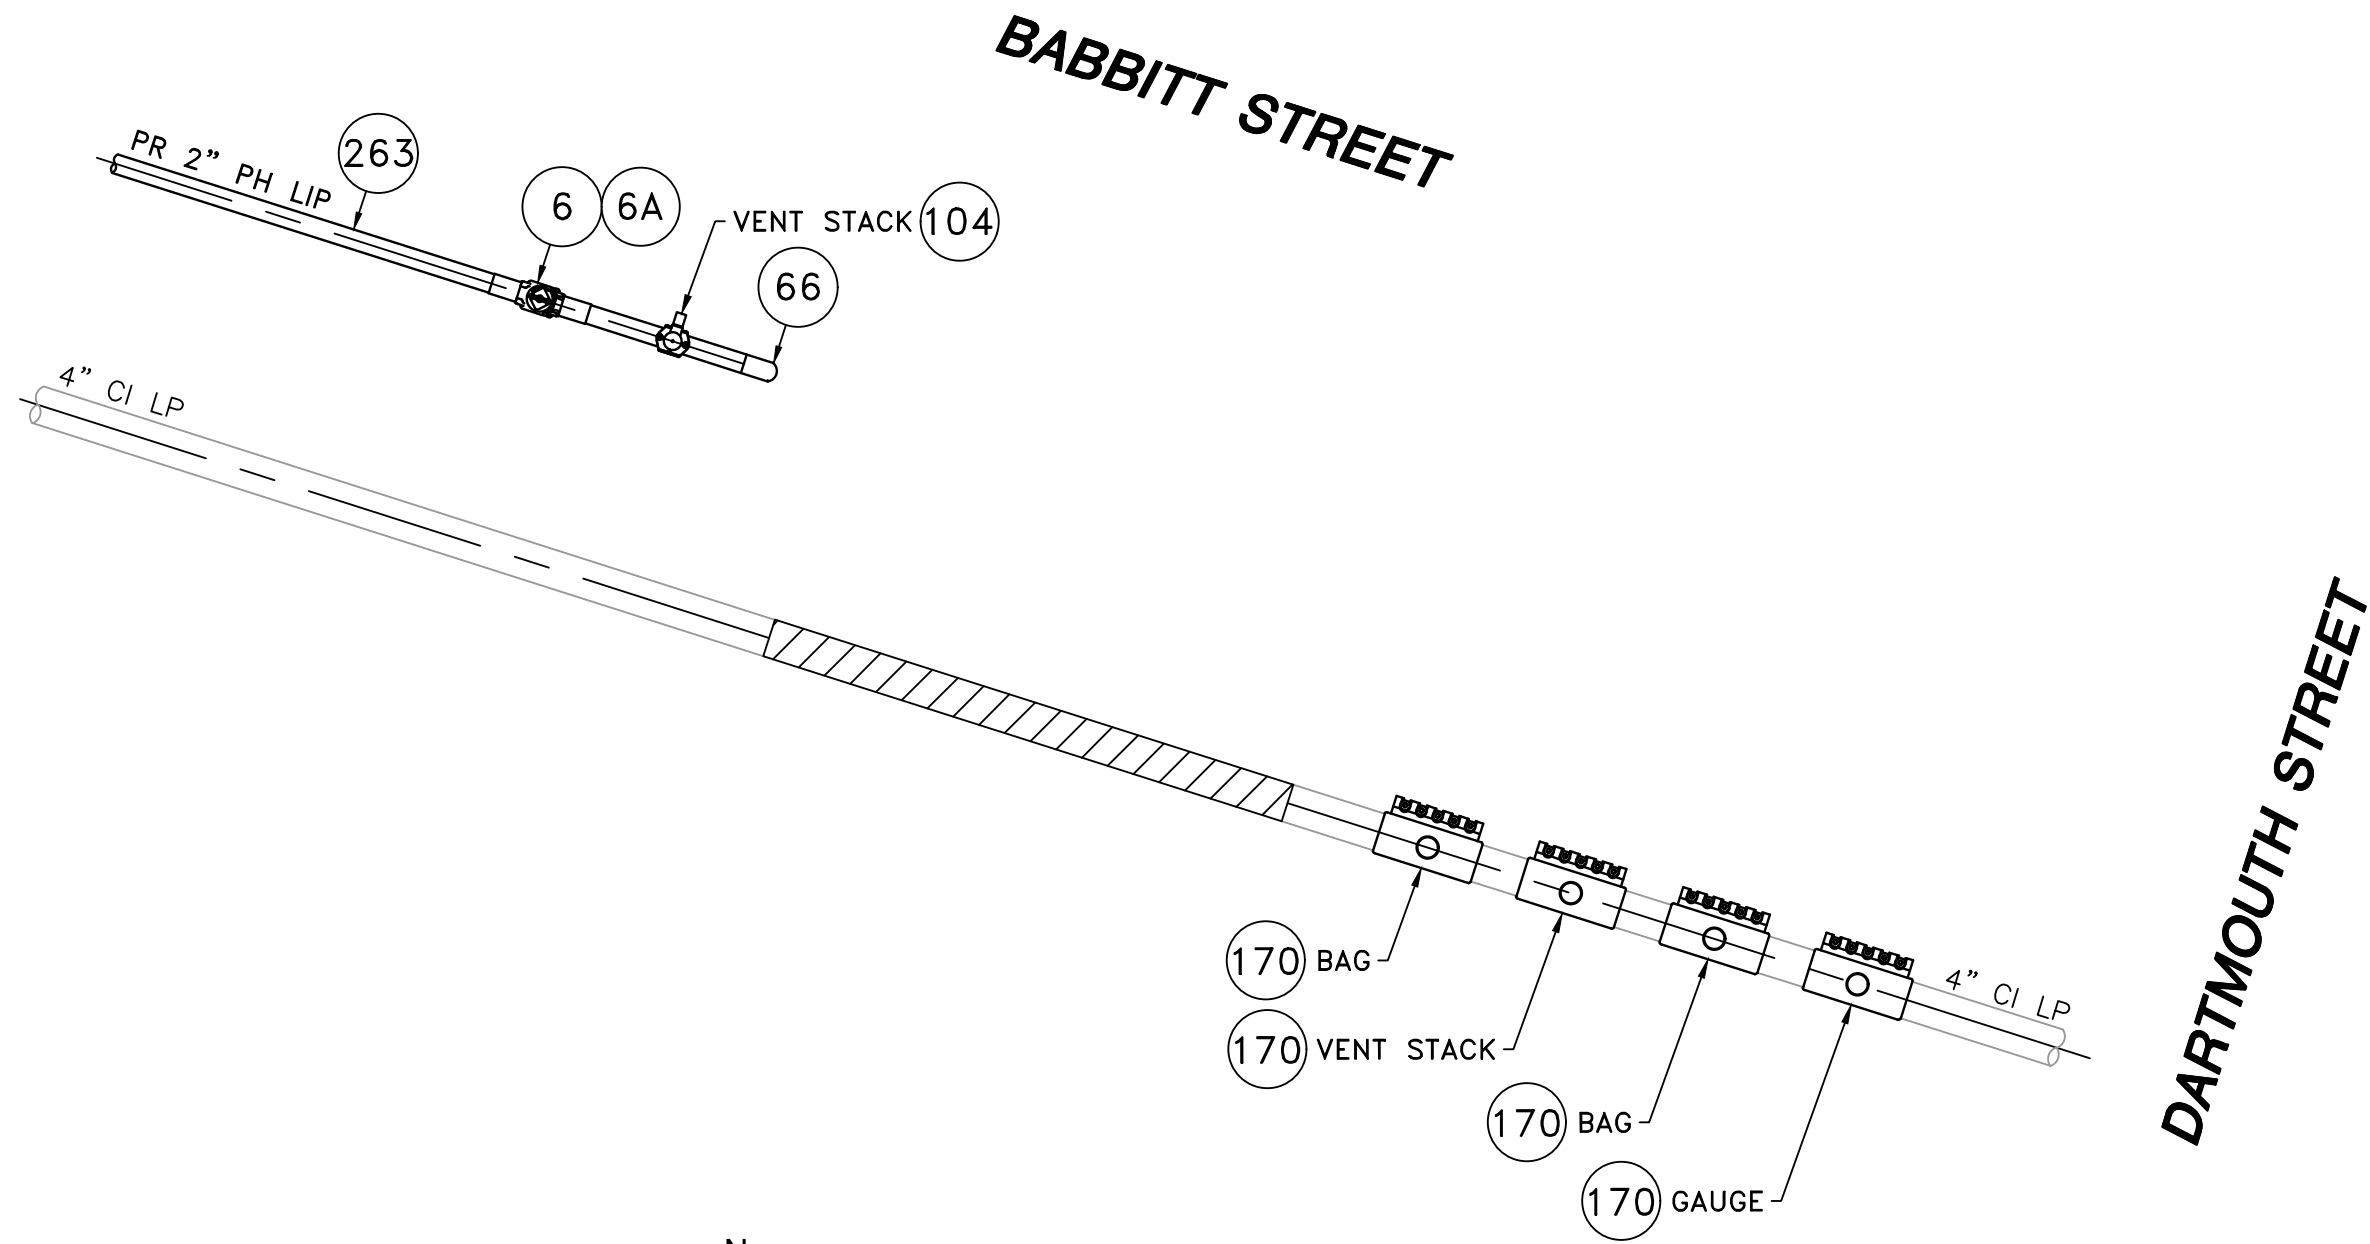 BABBITT STREET
PR 2” PH LIP
263
6
6A
VENT STACK 104
66
4” CI LP
170 BAG
170 VENT STACK
170 BAG
170 GAUGE
4” CI LP
DARTMOUTH STREET
N